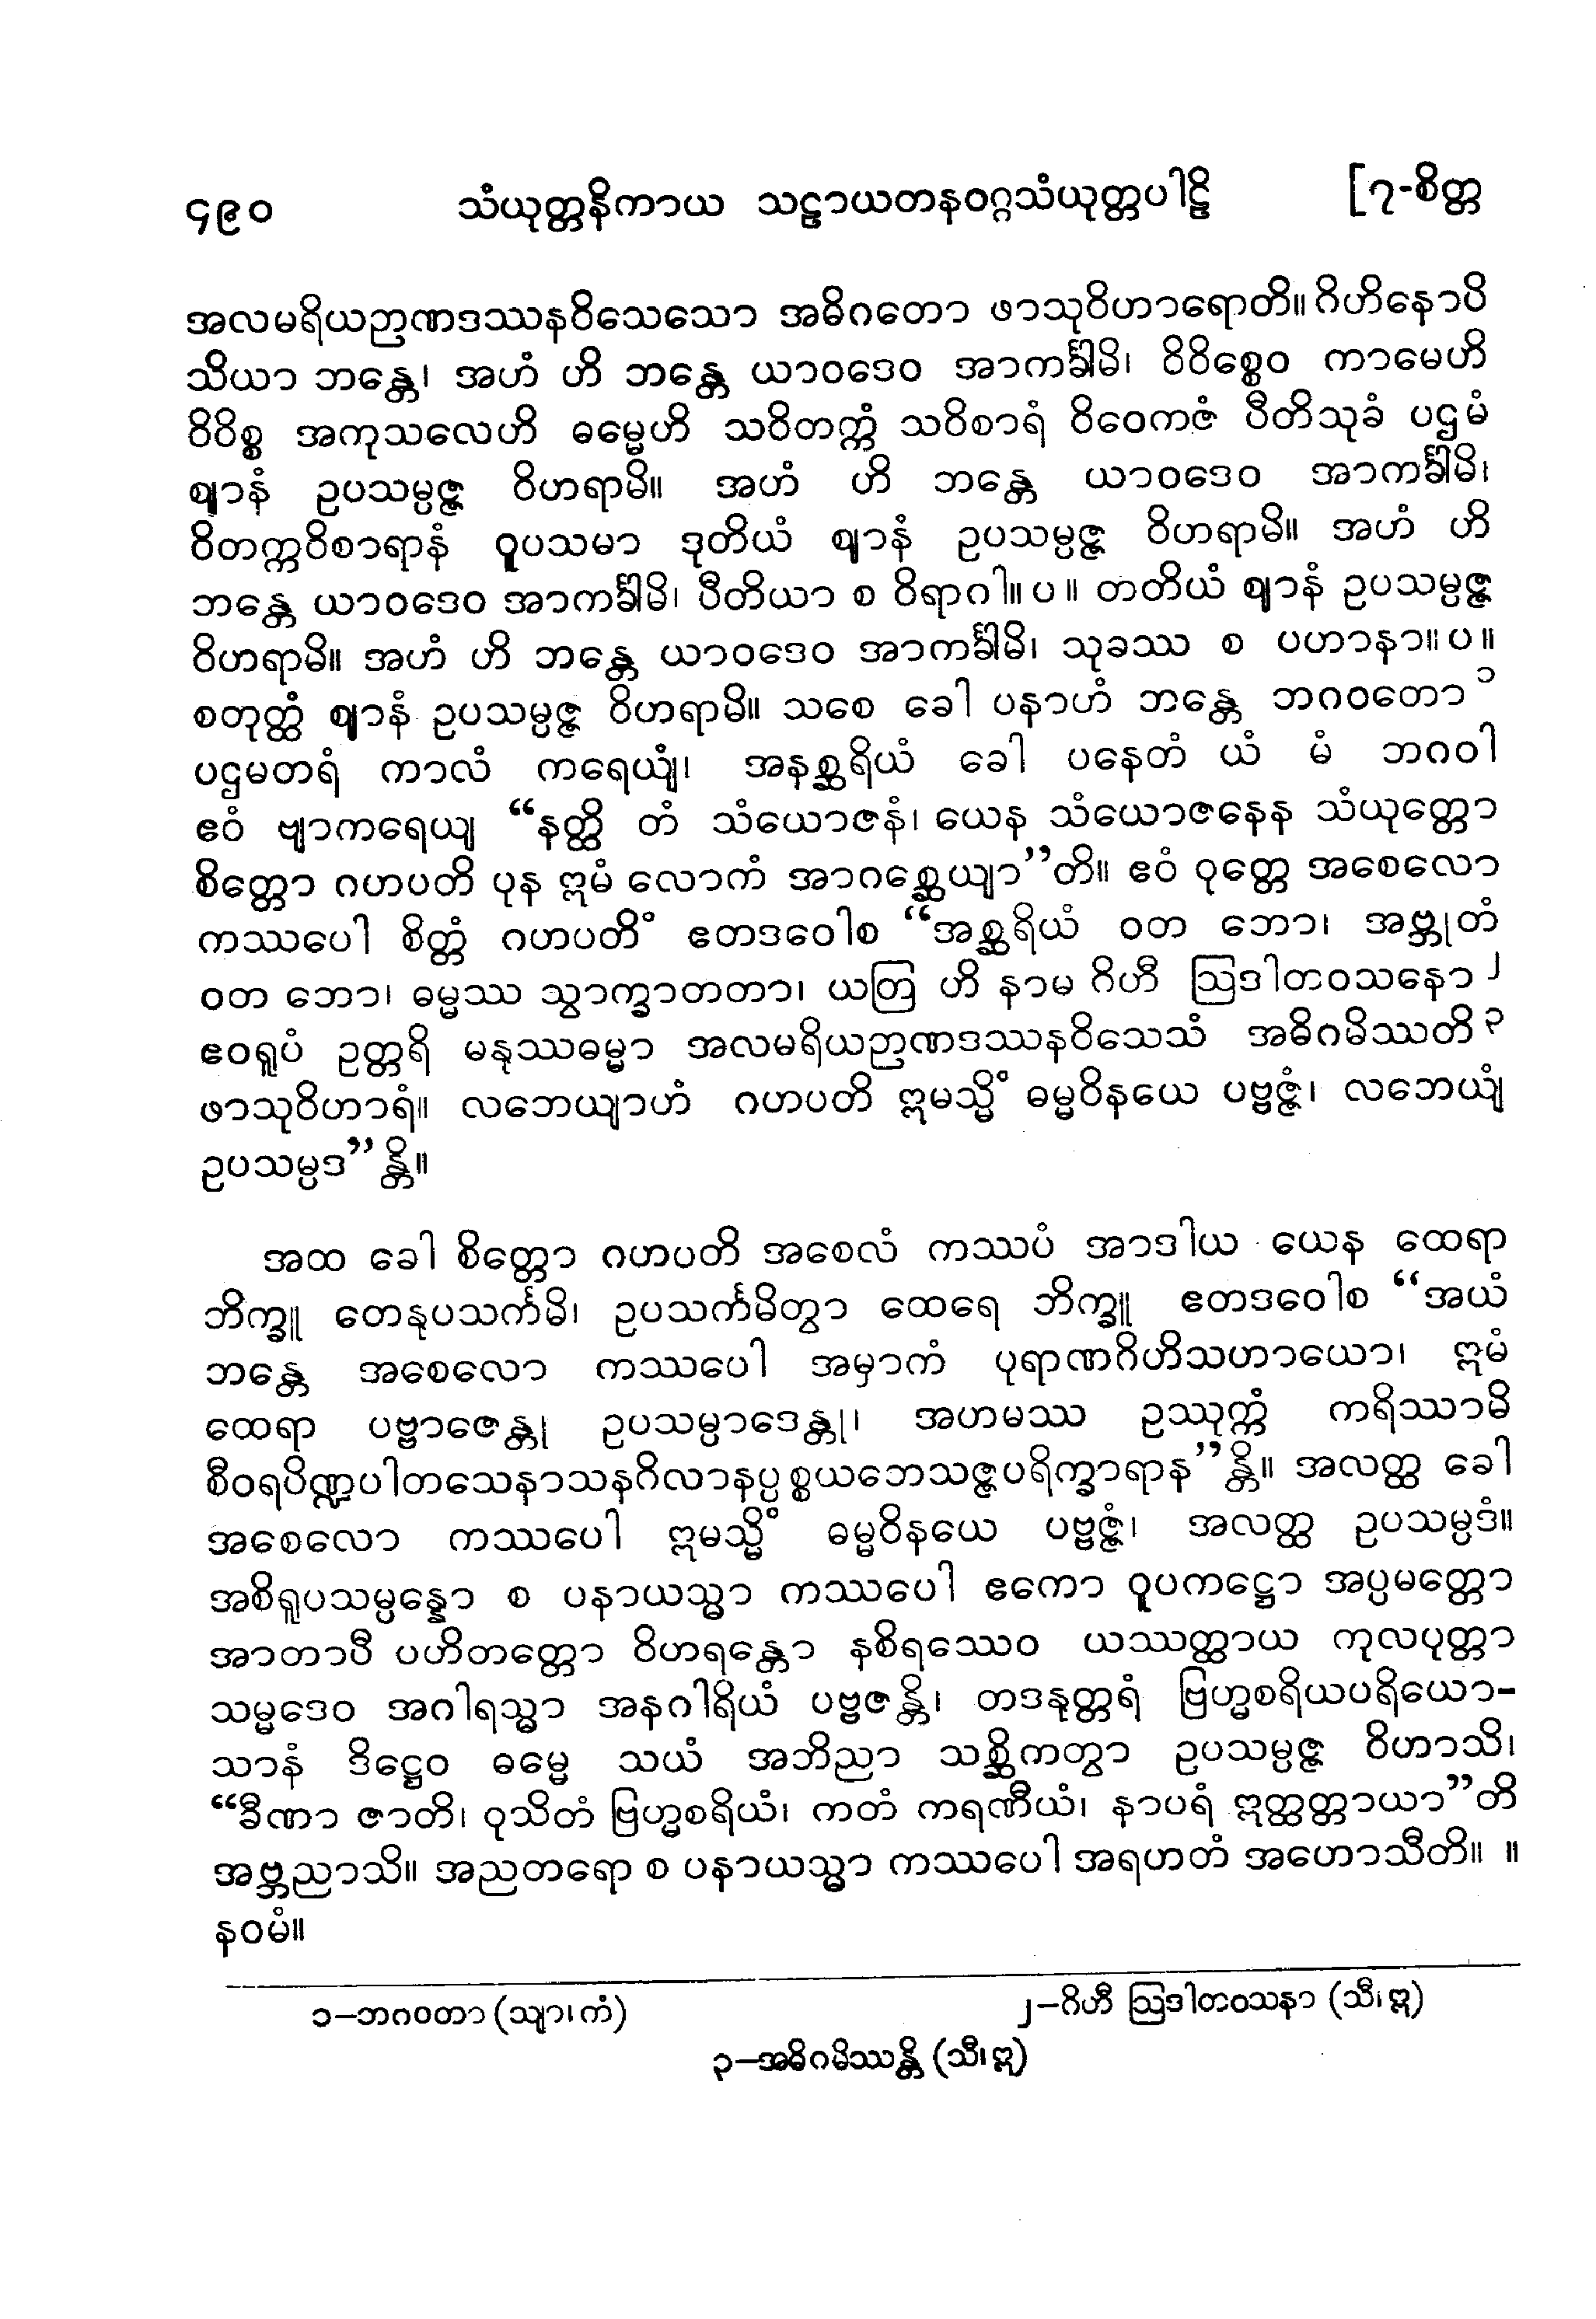 ၄၉၀ သံယုတ္တနိကာယ သဠာယတနဝဂ္ဂသံယုတ္တပါဠိ [၇-စိတ္တ
အလမရိယဉာဏဒဿနဝိသေသော အဓိဂတော ဖာသုဝိဟာရောတိ။ ဂိဟိနောပိ
သိယာ ဘန္တေ၊ အဟံ ဟိ ဘန္တေ ယာဝဒေဝ အာကင်္ခါမိ၊ ဝိဝိစ္စေဝ ကာမေဟိ
ဝိဝိစ္စ အကုသလေဟိ ဓမ္မေဟိ သဝိတက္ကံ သဝိစာရံ ဝိဝေကဇံ ပီတိသုခံ ပဌမံ
ဈာနံ ဥပသမ္ပဇ္ဇ ဝိဟရာမိ။ အဟံ ဟိ ဘန္တေ ယာဝဒေဝ အာကင်္ခါမိ၊
ဝိတက္ကဝိစာရာနံ ဝူပသမာ ဒုတိယံ ဈာနံ ဥပသမ္ပဇ္ဇ ဝိဟရာမိ။ အဟံ ဟိ
ဘန္တေ ယာဝဒေဝ အာကင်္ခါမိ၊ ပီတိယာ စ ဝိရာဂါ။ ပ ။ တတိယံ ဈာနံ ဥပသမ္ပဇ္ဇ
ဝိဟရာမိ။ အဟံ ဟိ ဘန္တေ ယာဝဒေဝ အာကင်္ခါမိ၊ သုခဿ စ ပဟာနာ။ ပ ။
စတုတ္ထံ ဈာနံ ဥပသမ္ပဇ္ဇ ဝိဟရာမိ။ သစေ ခေါ ပနာဟံ ဘန္တေ ဘဂဝတော ၁
ပဌမတရံ ကာလံ ကရေယျံ၊ အနစ္ဆရိယံ ခေါ ပနေတံ ယံ မံ ဘဂဝါ
ဧဝံ ဗျာကရေယျ “နတ္ထိ တံ သံယောဇနံ၊ ယေန သံယောဇနေန သံယုတ္တော
စိတ္တော ဂဟပတိ ပုန ဣမံ လောကံ အာဂစ္ဆေယျာ”တိ။ ဧဝံ ဝုတ္တေ အစေလော
ကဿပေါ စိတ္တံ ဂဟပတိံ ဧတဒဝေါစ “အစ္ဆရိယံ ဝတ ဘော၊ အဗ္ဘုတံ
ဝတ ဘော၊ ဓမ္မဿ သွာက္ခာတတာ၊ ယတြ ဟိ နာမ ဂိဟီ ဩဒါတဝသနော ၂
ဧဝရူပံ ဥတ္တရိ မနုဿဓမ္မာ အလမရိယဉာဏဒဿနဝိသေသံ အဓိဂမိဿတိ ၃
ဖာသုဝိဟာရံ။ လဘေယျာဟံ ဂဟပတိ ဣမသ္မိံ ဓမ္မဝိနယေ ပဗ္ဗဇ္ဇံ၊ လဘေယျံ
ဥပသမ္ပဒ”န္တိ။
အထ ခေါ စိတ္တော ဂဟပတိ အစေလံ ကဿပံ အာဒါယ ယေန ထေရာ
ဘိက္ခူ တေနုပသင်္ကမိ၊ ဥပသင်္ကမိတွာ ထေရေ ဘိက္ခူ ဧတဒဝေါစ “အယံ
ဘန္တေ အစေလော ကဿပေါ အမှာကံ ပုရာဏဂိဟိသဟာယော၊ ဣမံ
ထေရာ ပဗ္ဗာဇေန္တု ဥပသမ္ပာဒေန္တု၊ အဟမဿ ဥဿုက္ကံ ကရိဿာမိ
စီဝရပိဏ္ဍပါတသေနာသနဂိလာနပ္ပစ္စယဘေသဇ္ဇပရိက္ခာရာန”န္တိ။ အလတ္ထ ခေါ
အစေလော ကဿပေါ ဣမသ္မိံ ဓမ္မဝိနယေ ပဗ္ဗဇ္ဇံ၊ အလတ္ထ ဥပသမ္ပဒံ။
အစိရူပသမ္ပန္နော စ ပနာယသ္မာ ကဿပေါ ဧကော ဝူပကဋ္ဌော အပ္ပမတ္တော
အာတာပီ ပဟိတတ္တော ဝိဟရန္တော နစိရဿေဝ ယဿတ္ထာယ ကုလပုတ္တာ
သမ္မဒေဝ အဂါရသ္မာ အနဂါရိယံ ပဗ္ဗဇန္တိ၊ တဒနုတ္တရံ ဗြဟ္မစရိယပရိယော-
သာနံ ဒိဋ္ဌေဝ ဓမ္မေ သယံ အဘိညာ သစ္ဆိကတွာ ဥပသမ္ပဇ္ဇ ဝိဟာသိ၊
“ခီဏာ ဇာတိ၊ ဝုသိတံ ဗြဟ္မစရိယံ၊ ကတံ ကရဏီယံ၊ နာပရံ ဣတ္ထတ္တာယာ”တိ
အဗ္ဘညာသိ။ အညတရော စ ပနာယသ္မာ ကဿပေါ အရဟတံ အဟောသီတိ။ ။
နဝမံ။
၁−ဘဂဝတာ (သျာ၊ ကံ) ၂−ဂိဟီ ဩဒါတဝသနာ (သီ၊ ဣ)
၃−အဓိဂမိဿန္တိ (သီ၊ ဣ)